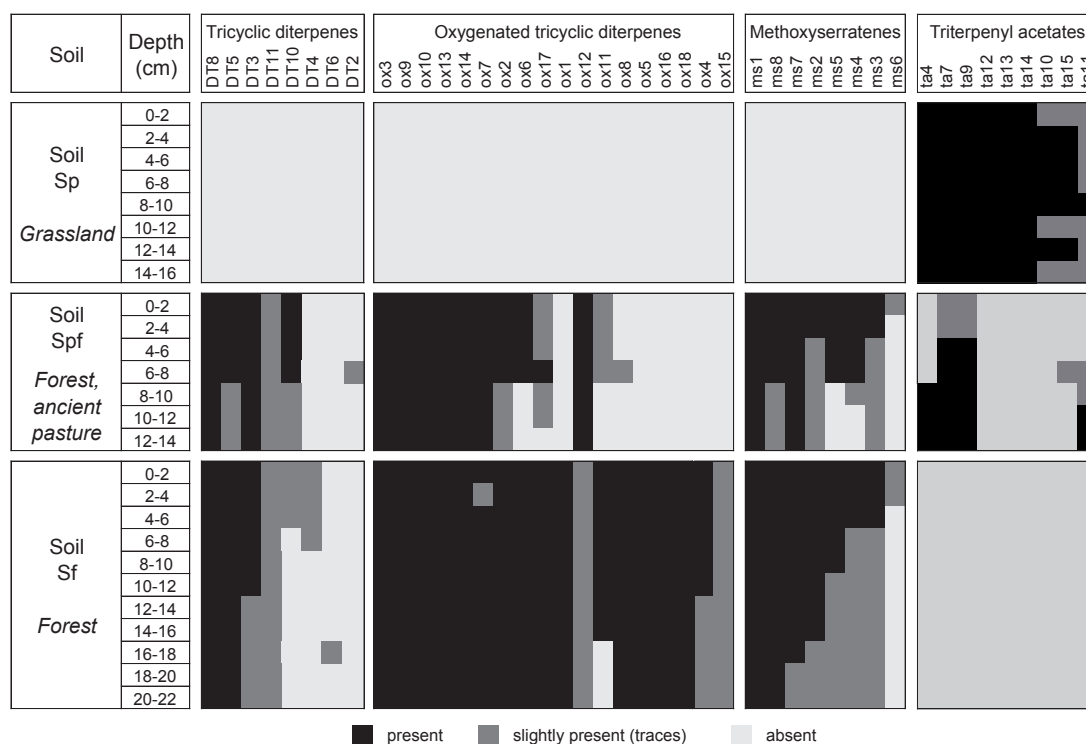 Soil
Depth
(cm)
Tricyclic diterpenes
DT8
DT5
DT3
DT11
DT10
DT4
DT6
DT2
Oxygenated tricyclic diterpenes
ox3
ox9
ox10
ox13
ox14
ox7
ox2
ox6
ox17
ox1
ox12
ox11
ox8
ox5
ox16
ox18
ox4
ox15
Methoxyserratenes
ms1
ms8
ms7
ms2
ms5
ms4
ms3
ms6
Triterpenyl acetates
ta4
ta7
ta9
ta12
ta13
ta14
ta10
ta15
Soil
Sp
Grassland
0-2
2-4
4-6
6-8
8-10
10-12
12-14
14-16
Soil
Spf
Forest,
ancient
pasture
0-2
2-4
4-6
6-8
8-10
10-12
12-14
Soil
Sf
Forest
0-2
2-4
4-6
6-8
8-10
10-12
12-14
14-16
16-18
18-20
20-22
present
slightly present (traces)
absent